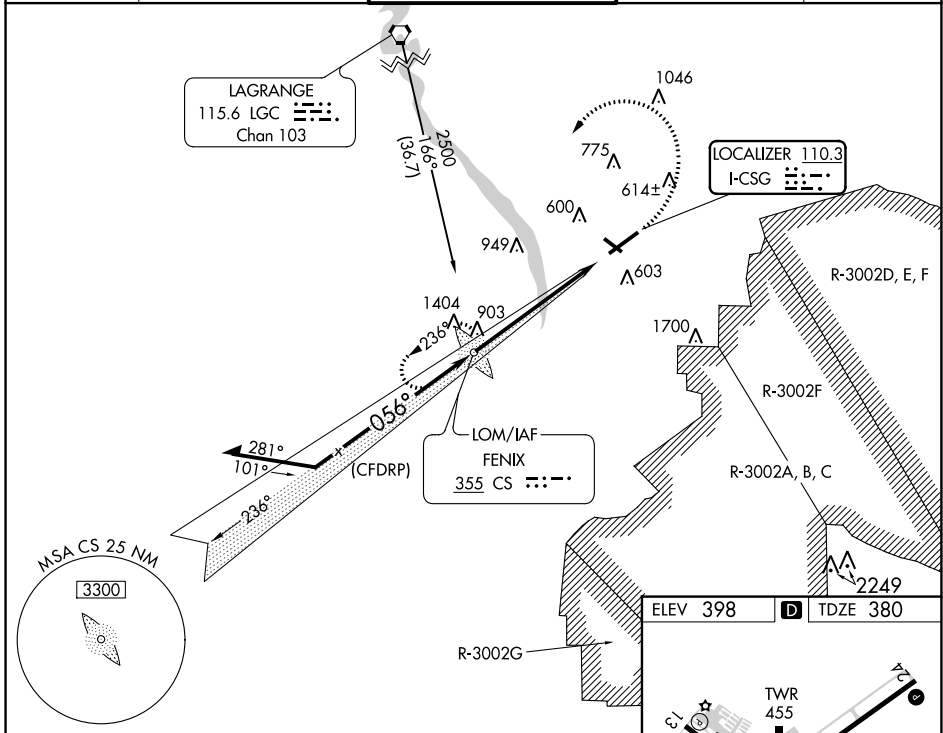 LAGRANGE
115.6 LGC
Chan 103
2500
166°
(36.7)
1046
775
614±
LOCALIZER 110.3
I-CSG
600
949
603
R-3002D, E, F
1404
903
236°
1700
R-3002F
056°
LOM/IAF
FENIX
355 CS
281°
101°
(CFDRP)
R-3002A, B, C
236°
MSA CS 25 NM
3300
2249
R-3002G
ELEV 398
D
TDZE 380
24
TWR
455
13
P
P